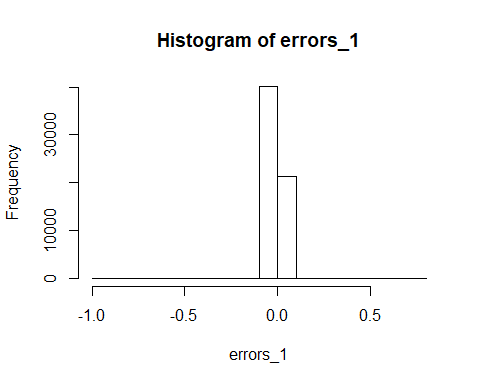 Histogram of errors_1
Frequency
30000
10000
0
-1.0 -0.5 0.0 0.5
errors_1